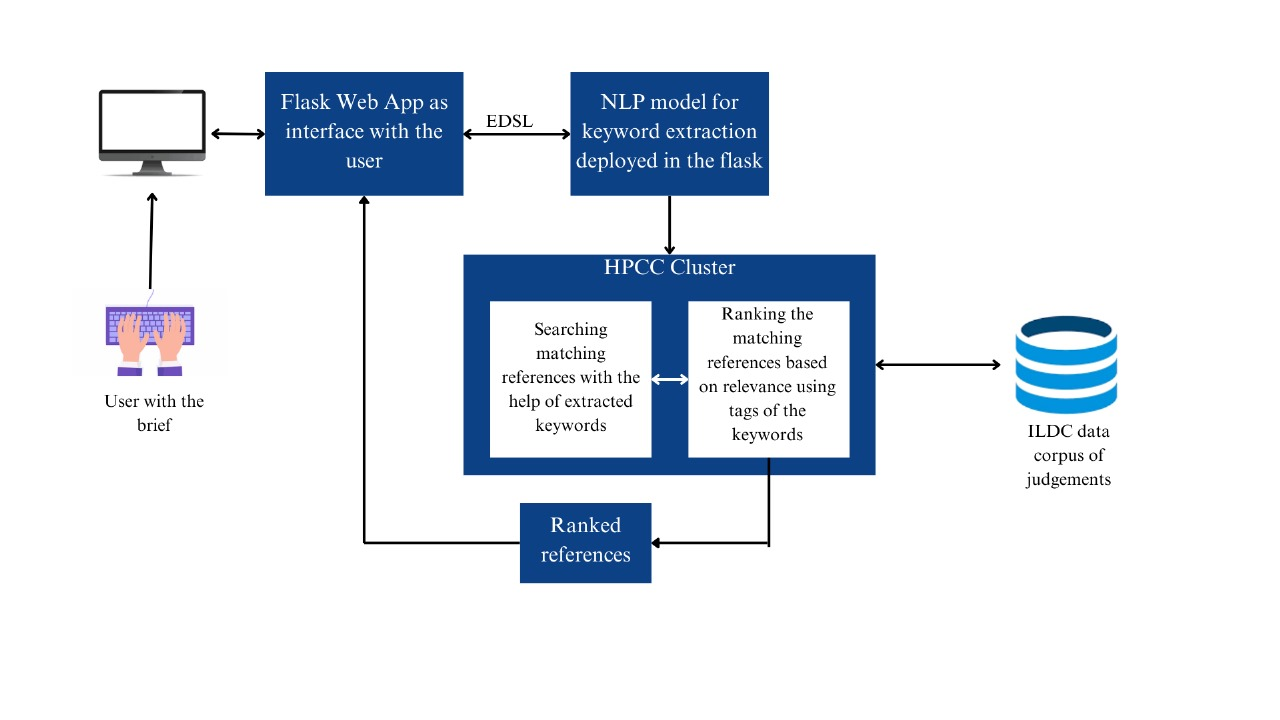 Flask Web App as
interface with the
user
EDSL
NLP model for
keyword extraction
deployed in the flask
HPCC Cluster
Searching
matching
references with the
help of extracted
keywords
Ranking the
matching
references based
on relevance using
tags of the
keywords
User with the
brief
ILDC data
corpus of
judgements
Ranked
references